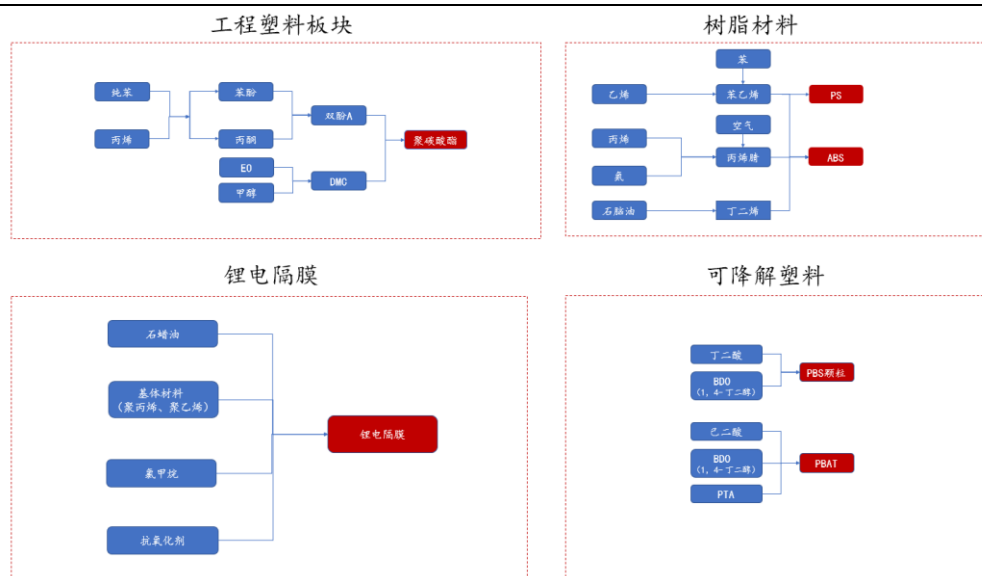 工程塑料板块
纯苯
丙烯
苯酚
丙酮
EO
甲醇
双酚A
DMC
聚碳酸酯
树脂材料
苯
乙烯
苯乙烯
PS
空气
丙烯
氨
丙烯腈
ABS
石脑油
丁二烯
锂电隔膜
石蜡油
基体材料
（聚丙烯、聚乙烯）
氯甲烷
抗氧化剂
锂电隔膜
可降解塑料
丁二酸
BDO
(1，4-丁二醇)
PBS颗粒
己二酸
BDO
(1，4-丁二醇)
PTA
PBAT